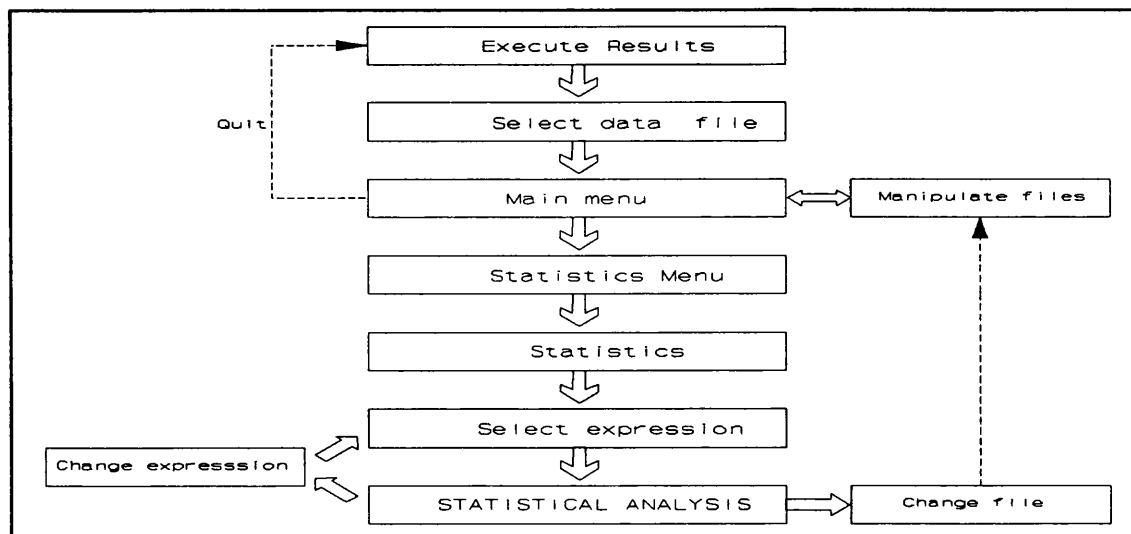 Execute Results
Quit
Select data file
Main menu
Manipulate files
Statistics Menu
Statistics
Select expression
Change expresssion
STATISTICAL ANALYSIS
Change file